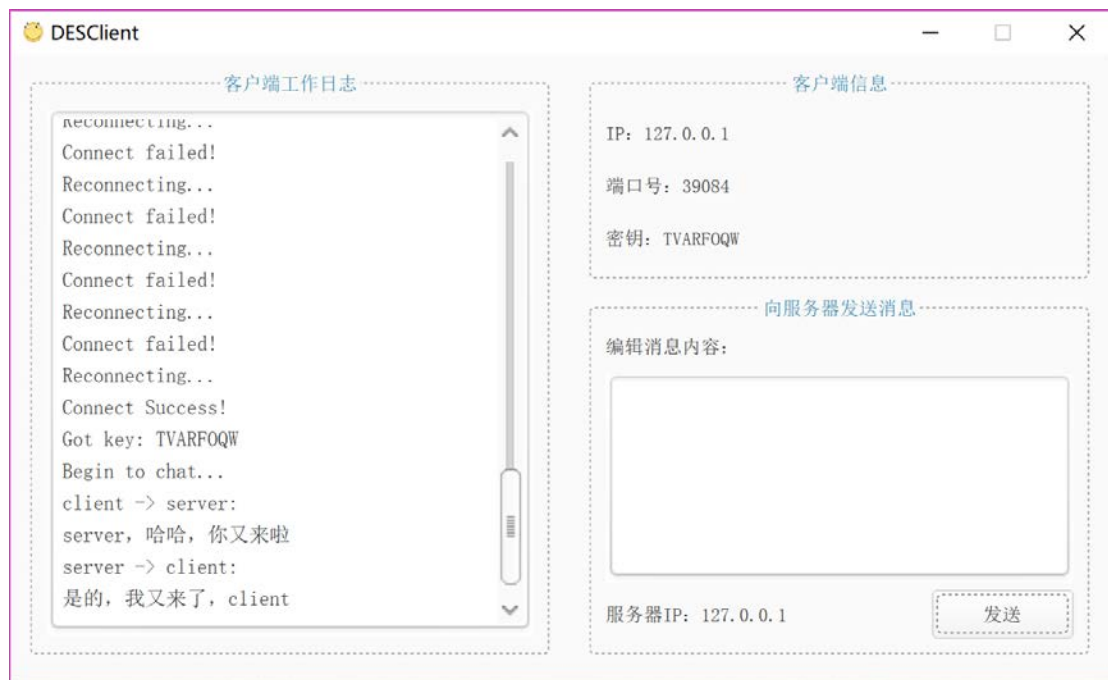 DESClient
客户端工作日志
Reconnecting...
Connect failed!
Reconnecting...
Connect failed!
Reconnecting...
Connect failed!
Reconnecting...
Connect failed!
Reconnecting...
Connect Success!
Got key: TVARFOQW
Begin to chat...
client -> server:
server, 哈哈, 你又来啦
server -> client:
是的, 我又来了, client
客户端信息
IP: 127.0.0.1
端口号: 39084
密钥: TVARFOQW
向服务器发送消息
编辑消息内容:
服务器IP: 127.0.0.1
发送